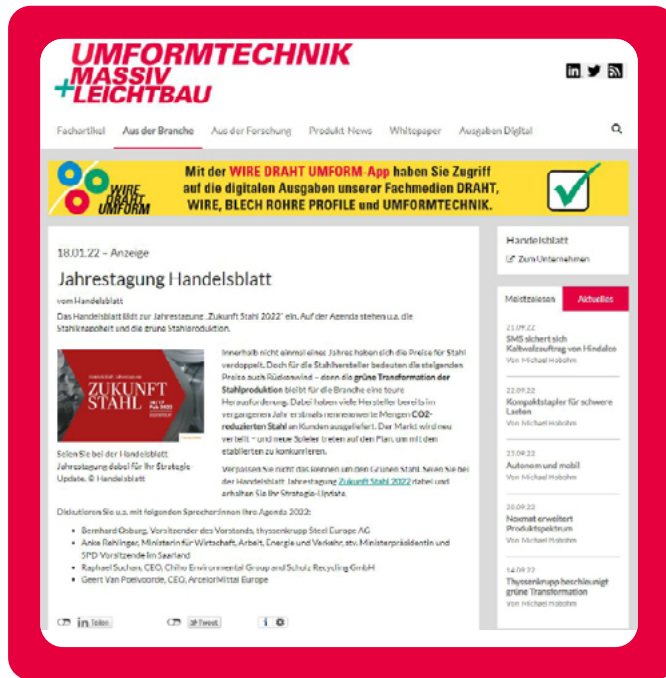 UMFORMTECHNIK
MASSIV
+LEICHTBAU
Fachartikel Aus der Branche Aus der Forschung Produkt-News Whitepaper Ausgaben Digital
WIRE
DRAHT
UMFORM
Mit der WIRE DRAHT UMFORM-App haben Sie Zugriff
auf die digitalen Ausgaben unserer Fachmedien DRAHT,
WIRE, BLECH ROHRE PROFILE und UMFORMTECHNIK.
18.01.22 – Anzeige
Jahrestagung Handelsblatt
vom Handelsblatt
Das Handelsblatt lädt zur Jahrestagung „Zukunft Stahl 2022“ ein. Auf der Agenda stehen u.a. die
Stahlknappheit und die grüne Stahlproduktion.
ZUKUNFT
STAHL
Seien Sie bei der Handelsblatt
Jahrestagung dabei für Ihr Strategie-
Update. © Handelsblatt
Innerhalb nicht einmal eines Jahres haben sich die Preise für Stahl
verdoppelt. Doch für die Stahlhersteller bedeuten die steigenden
Preise auch Rückenwind – denn die grüne Transformation der
Stahlproduktion bleibt für die Branche eine teure
Herausforderung. Dabei haben viele Hersteller bereits im
vergangenen Jahr erstmals nennenswerte Mengen CO2-
reduzierten Stahl an Kunden ausgeliefert. Der Markt wird neu
verteilt – und neue Spieler treten auf den Plan, um mit den
etablierten zu konkurrieren.
Verpassen Sie nicht das Rennen um den Grünen Stahl. Seien Sie bei
der Handelsblatt Jahrestagung Zukunft Stahl 2022 dabei und
erhalten Sie Ihr Strategie-Update.
Diskutieren Sie u.a. mit folgenden Sprecher:innen Ihre Agenda 2022:
• Bernhard Osburg, Vorsitzender des Vorstands, thyssenkrupp Steel Europe AG
• Anke Rehlinger, Ministerin für Wirtschaft, Arbeit, Energie und Verkehr, stv. Ministerpräsidentin und
SPD-Vorsitzende im Saarland
• Raphael Suchan, CEO, Chiho Environmental Group and Scholz Recycling GmbH
• Geert Van Poelvoorde, CEO, ArcelorMittal Europe
in Teilen
Tweet
Handelsblatt
Zum Unternehmen
Meistgelesen Aktuelles
21.09.22
SMS sichert sich
Kaltwalzauftrag von Hindalco
Von Michael Hobohm
22.09.22
Kompaktstapler für schwere
Lasten
Von Michael Hobohm
23.09.22
Autonom und mobil
Von Michael Hobohm
20.09.22
Noxmat erweitert
Produktspektrum
Von Michael Hobohm
14.09.22
Thyssenkrupp beschleunigt
grüne Transformation
Von Michael Hobohm